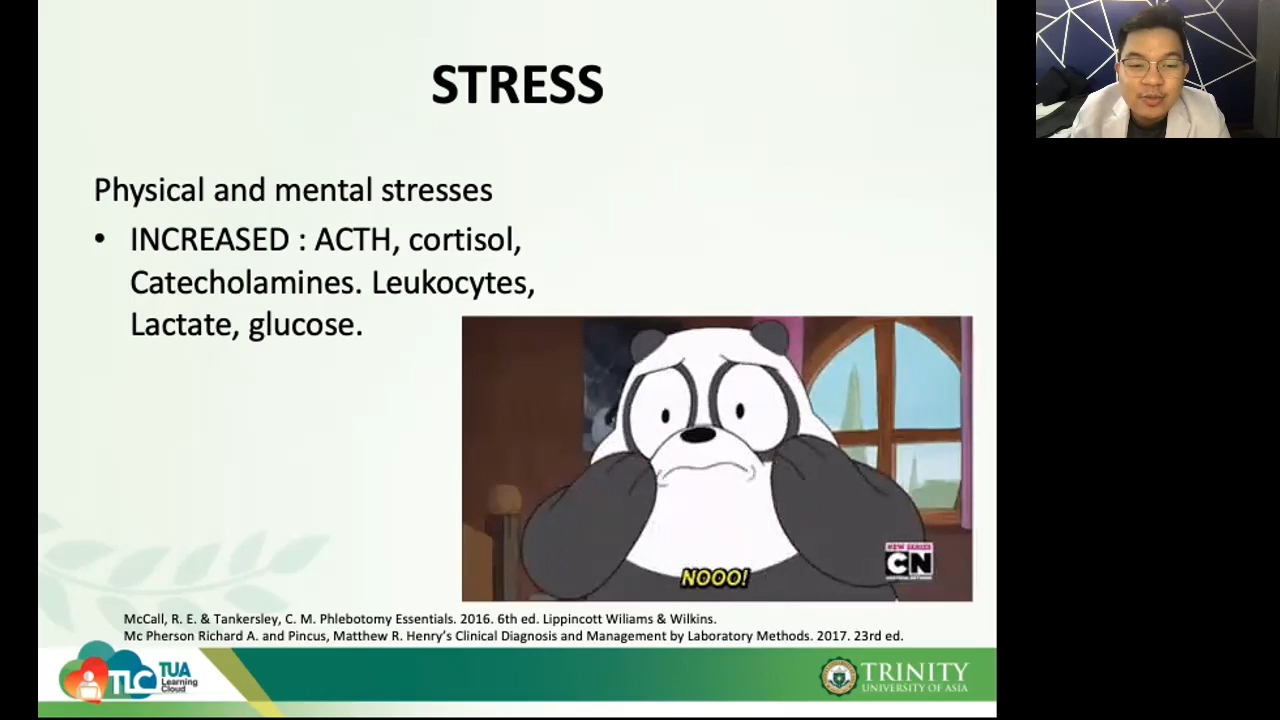 STRESS
Physical and mental stresses
• INCREASED : ACTH, cortisol,
Catecholamines. Leukocytes,
Lactate, glucose.
NEW SERIES
CN
NOOO!
McCall, R. E. & Tankersley, C. M. Phlebotomy Essentials. 2016. 6th ed. Lippincott Wiliams & Wilkins.
Mc Pherson Richard A. and Pincus, Matthew R. Henry's Clinical Diagnosis and Management by Laboratory Methods. 2017. 23rd ed.
TLC TUA
Learning
Cloud
TRINITY
UNIVERSITY OF ASIA